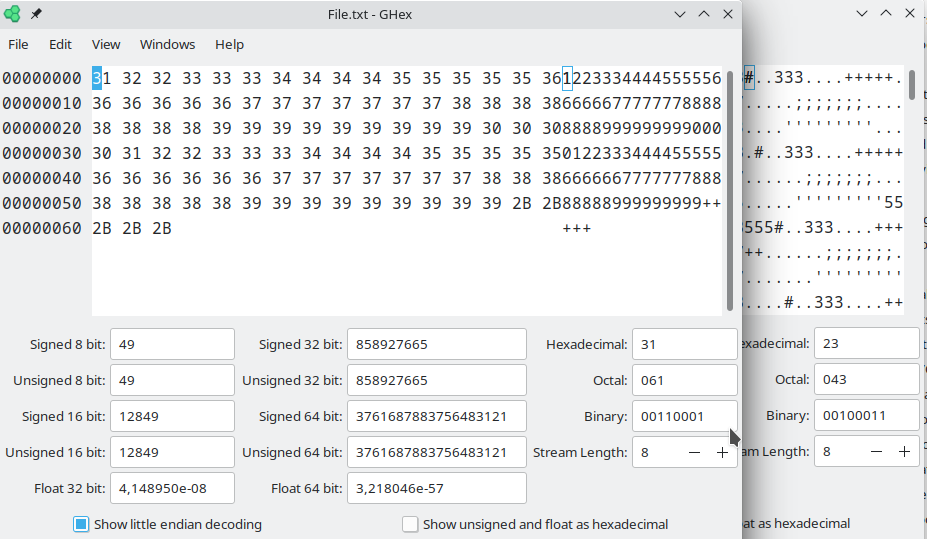 File.txt - GHex
File Edit View Windows Help
00000000 31 32 32 33 33 33 34 34 34 34 35 35 35 35 35 36 1223334444555556 #..333....+++++.
00000010 36 36 36 36 36 37 37 37 37 37 37 37 38 38 38 38 6666677777778888 .....;;;;;;;....
00000020 38 38 38 38 39 39 39 39 39 39 39 39 39 30 30 30 8888999999999000 ....'''''''''...
00000030 30 31 32 32 33 33 33 34 34 34 34 35 35 35 35 35 0122333444455555 .#..333....+++++
00000040 36 36 36 36 36 36 37 37 37 37 37 37 37 38 38 38 6666667777777888 ......;;;;;;;...
00000050 38 38 38 38 38 39 39 39 39 39 39 39 39 39 2B 2B 88888999999999++ .....'''''''''55
00000060 2B 2B 2B +++ 555#..333....+++
++......;;;;;;;.
.......'''''''''
....#..333....++
Signed 8 bit: 49 Signed 32 bit: 858927665 Hexadecimal: 31 exadecimal: 23
Unsigned 8 bit: 49 Unsigned 32 bit: 858927665 Octal: 061 Octal: 043
Signed 16 bit: 12849 Signed 64 bit: 3761687883756483121 Binary: 00110001 Binary: 00100011
Unsigned 16 bit: 12849 Unsigned 64 bit: 3761687883756483121 Stream Length: 8 − + am Length: 8 − +
Float 32 bit: 4,148950e-08 Float 64 bit: 3,218046e-57
Show little endian decoding Show unsigned and float as hexadecimal at as hexadecimal